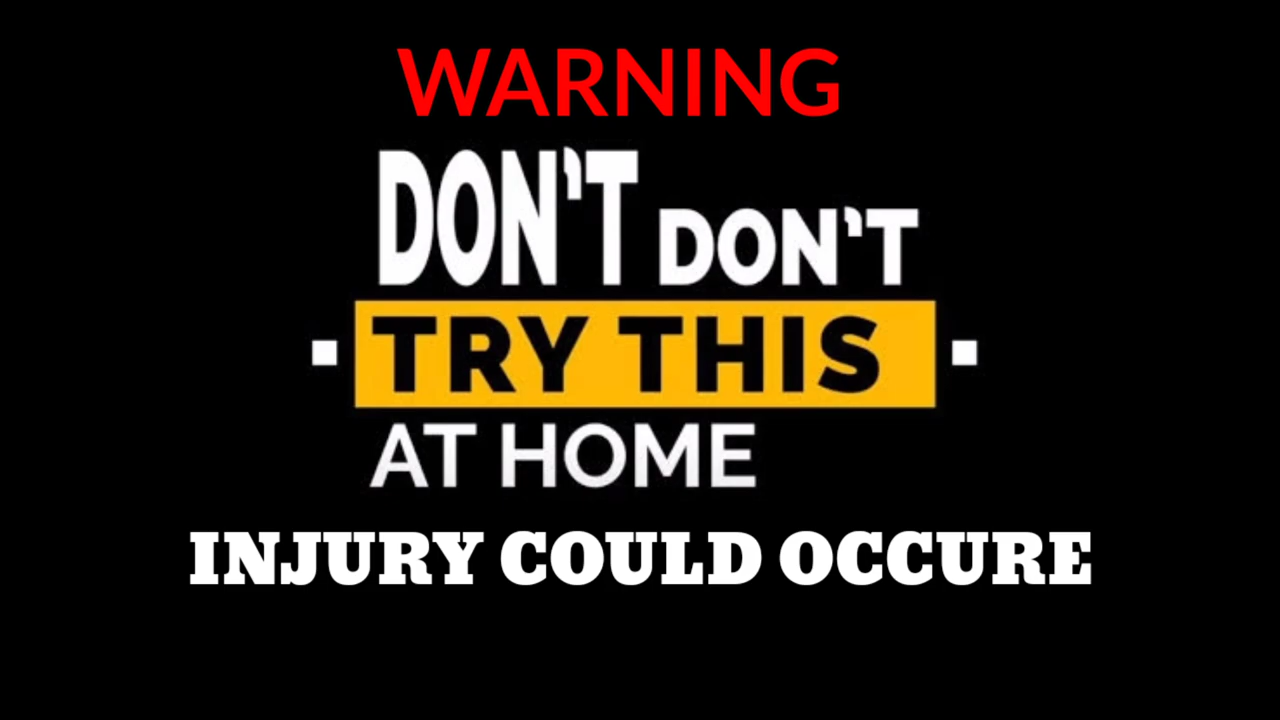 WARNING
DON'T DON'T
TRY THIS
AT HOME
INJURY COULD OCCURE